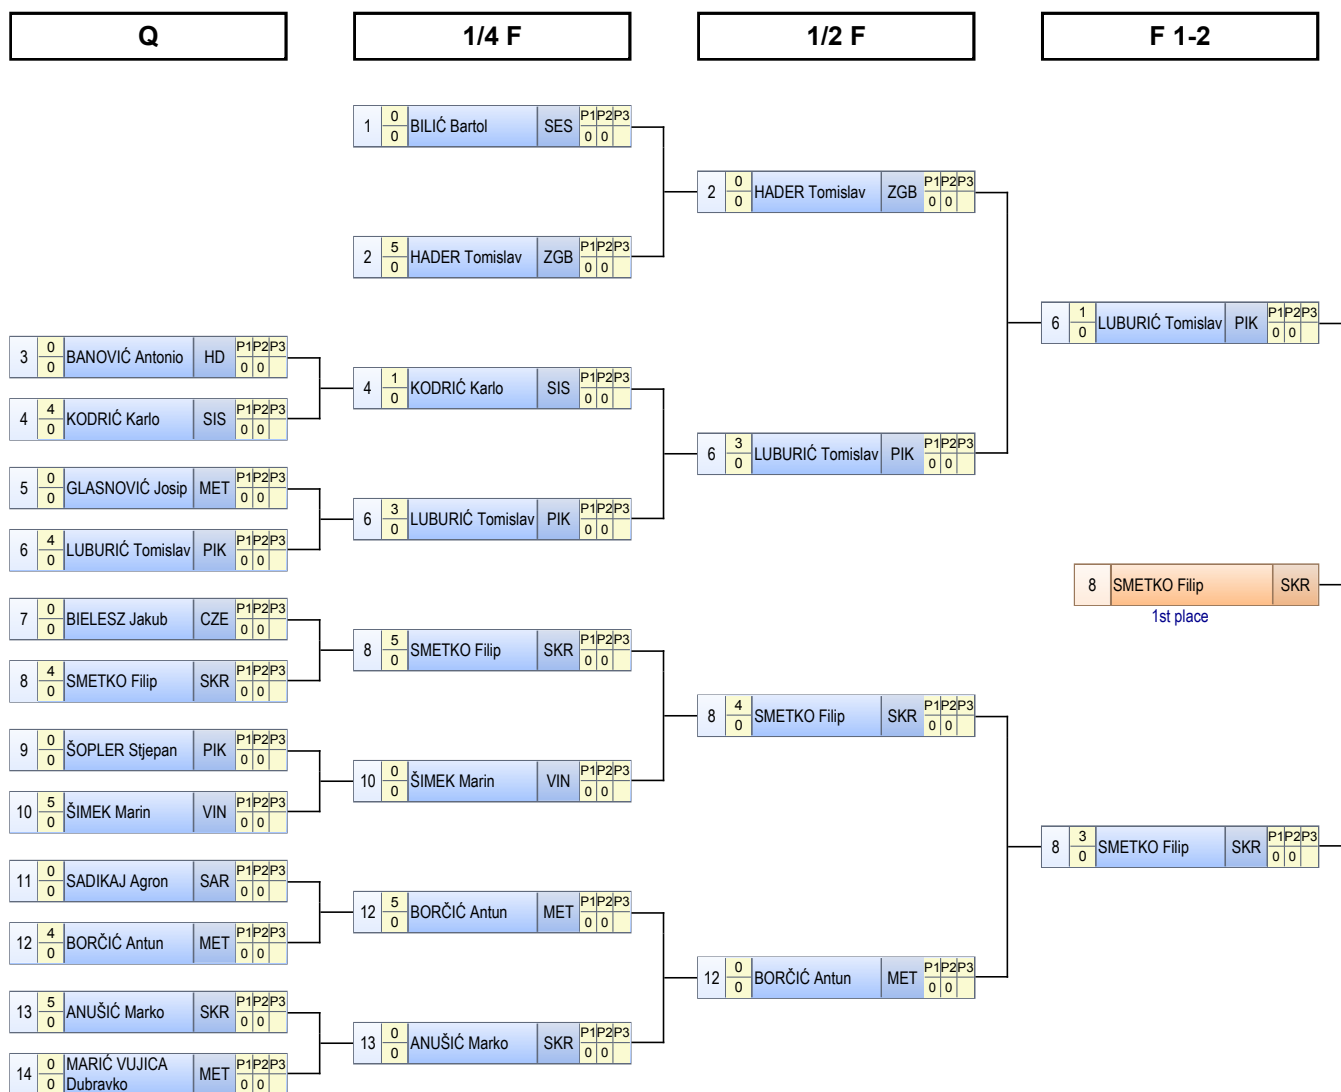 Q
1/4 F
1/2 F
F 1-2
1 0 0 BILIĆ Bartol SES P1 P2 P3 0 0
2 5 0 HADER Tomislav ZGB P1 P2 P3 0 0
3 0 0 BANOVIĆ Antonio HD P1 P2 P3 0 0
4 4 0 KODRIĆ Karlo SIS P1 P2 P3 0 0
5 0 0 GLASNOVIĆ Josip MET P1 P2 P3 0 0
6 4 0 LUBURIĆ Tomislav PIK P1 P2 P3 0 0
7 0 0 BIELESZ Jakub CZE P1 P2 P3 0 0
8 4 0 SMETKO Filip SKR P1 P2 P3 0 0
9 0 0 ŠOPLER Stjepan PIK P1 P2 P3 0 0
10 5 0 ŠIMEK Marin VIN P1 P2 P3 0 0
11 0 0 SADIKAJ Agron SAR P1 P2 P3 0 0
12 4 0 BORČIĆ Antun MET P1 P2 P3 0 0
13 5 0 ANUŠIĆ Marko SKR P1 P2 P3 0 0
14 0 0 MARIĆ VUJICA
Dubravko MET P1 P2 P3 0 0
4 1 0 KODRIĆ Karlo SIS P1 P2 P3 0 0
6 3 0 LUBURIĆ Tomislav PIK P1 P2 P3 0 0
8 5 0 SMETKO Filip SKR P1 P2 P3 0 0
10 0 0 ŠIMEK Marin VIN P1 P2 P3 0 0
12 5 0 BORČIĆ Antun MET P1 P2 P3 0 0
13 0 0 ANUŠIĆ Marko SKR P1 P2 P3 0 0
2 0 0 HADER Tomislav ZGB P1 P2 P3 0 0
6 3 0 LUBURIĆ Tomislav PIK P1 P2 P3 0 0
8 4 0 SMETKO Filip SKR P1 P2 P3 0 0
12 0 0 BORČIĆ Antun MET P1 P2 P3 0 0
6 1 0 LUBURIĆ Tomislav PIK P1 P2 P3 0 0
8 SMETKO Filip SKR
1st place
8 3 0 SMETKO Filip SKR P1 P2 P3 0 0